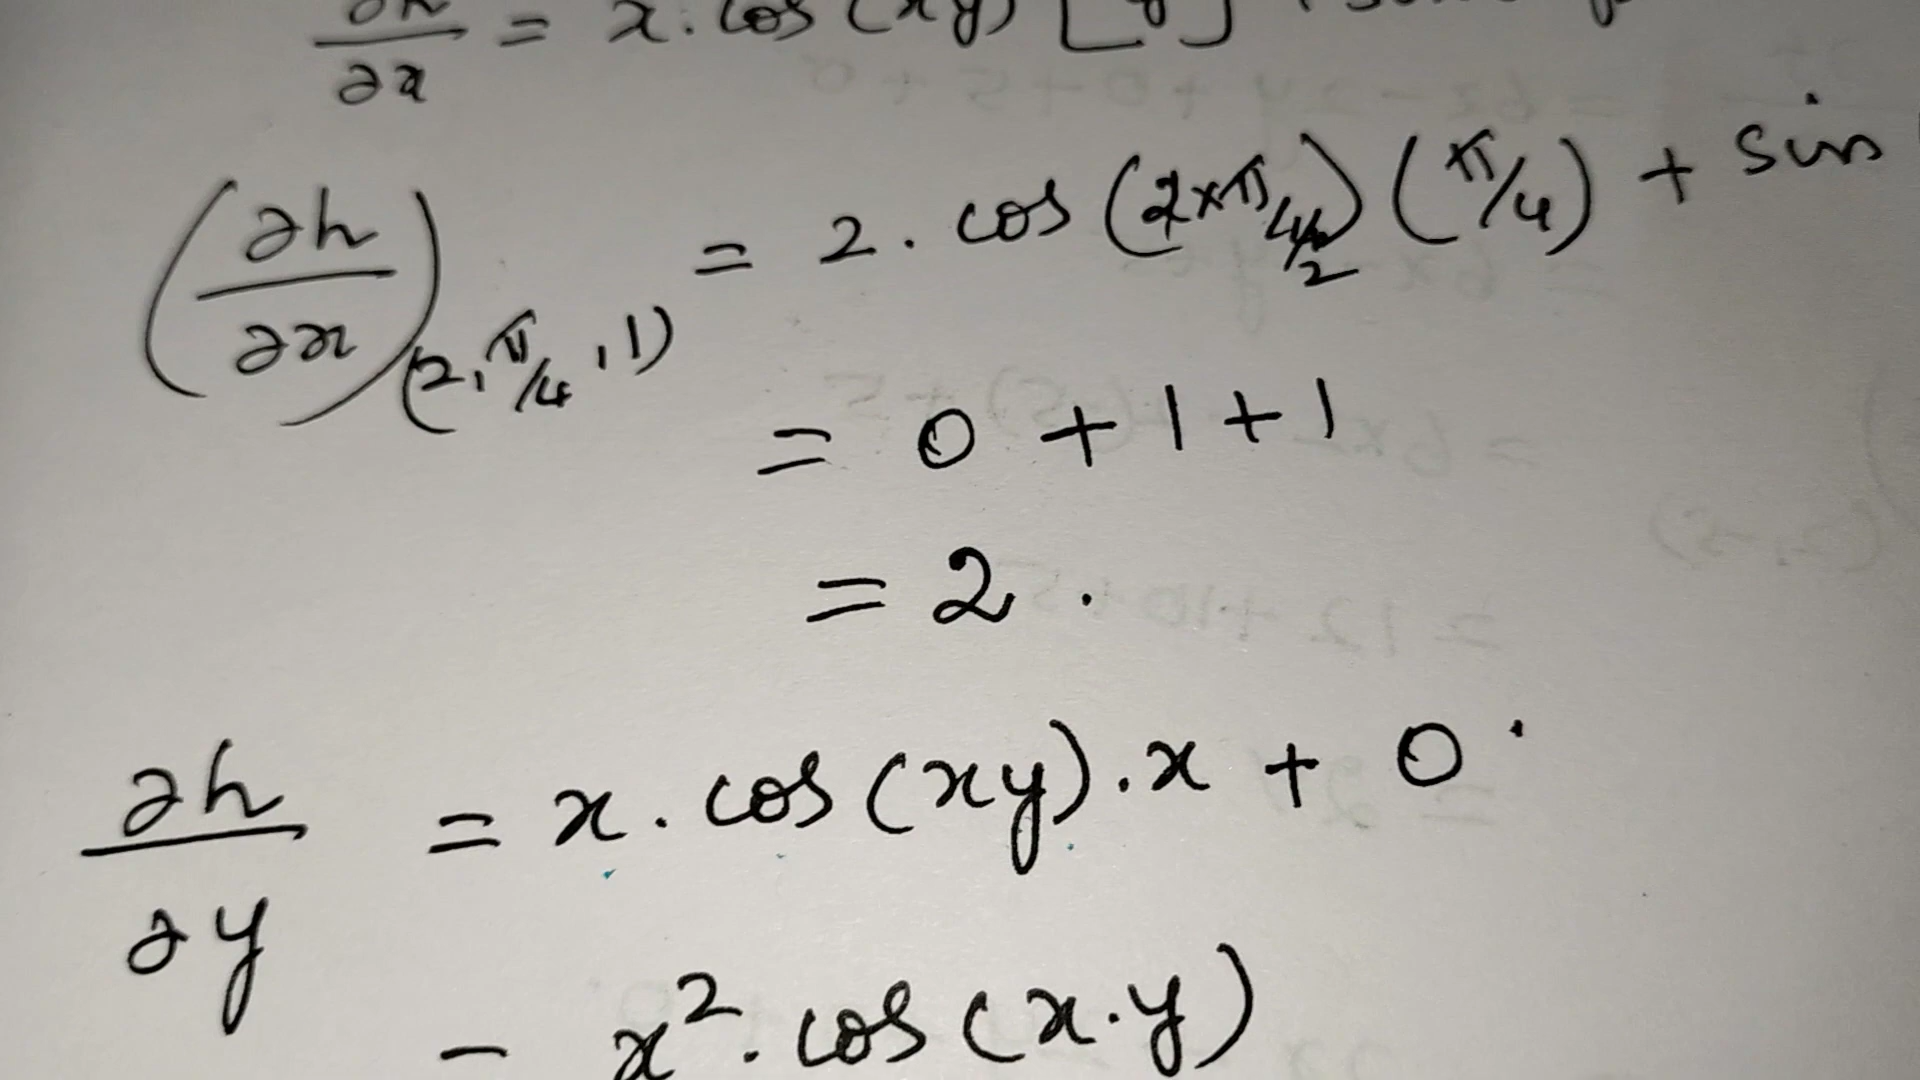 ∂h/∂x = x.cos(xy) [y]
(∂h/∂x)(2, π/4, 1) = 2. cos (2×π/4 2) (π/4) + sin
= 0 + 1 + 1
= 2.
∂h/∂y = x. cos(xy).x + 0.
= x². cos(x.y)